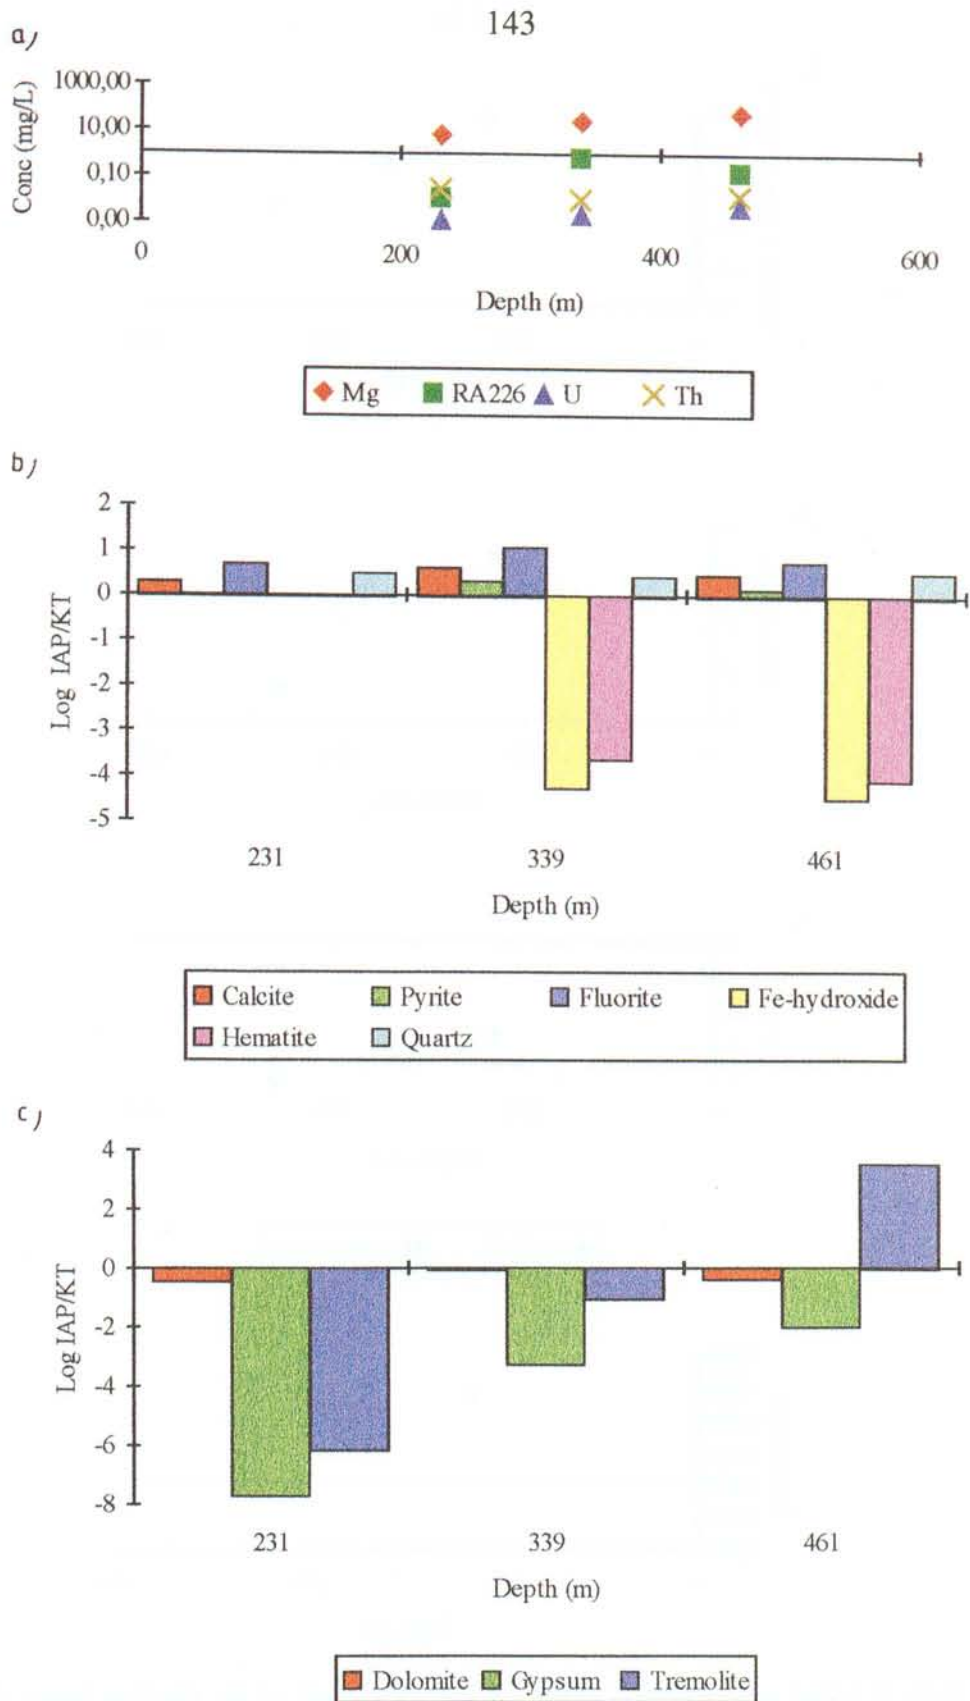 143
a)
Conc (mg/L)
1000,00
10,00
0,10
0,00
0 200 400 600
Depth (m)
Mg RA226 U Th
b)
Log IAP/KT
2
1
0
-1
-2
-3
-4
-5
231 339 461
Depth (m)
Calcite Pyrite Fluorite Fe-hydroxide
Hematite Quartz
c)
Log IAP/KT
4
2
0
-2
-4
-6
-8
231 339 461
Depth (m)
Dolomite Gypsum Tremolite